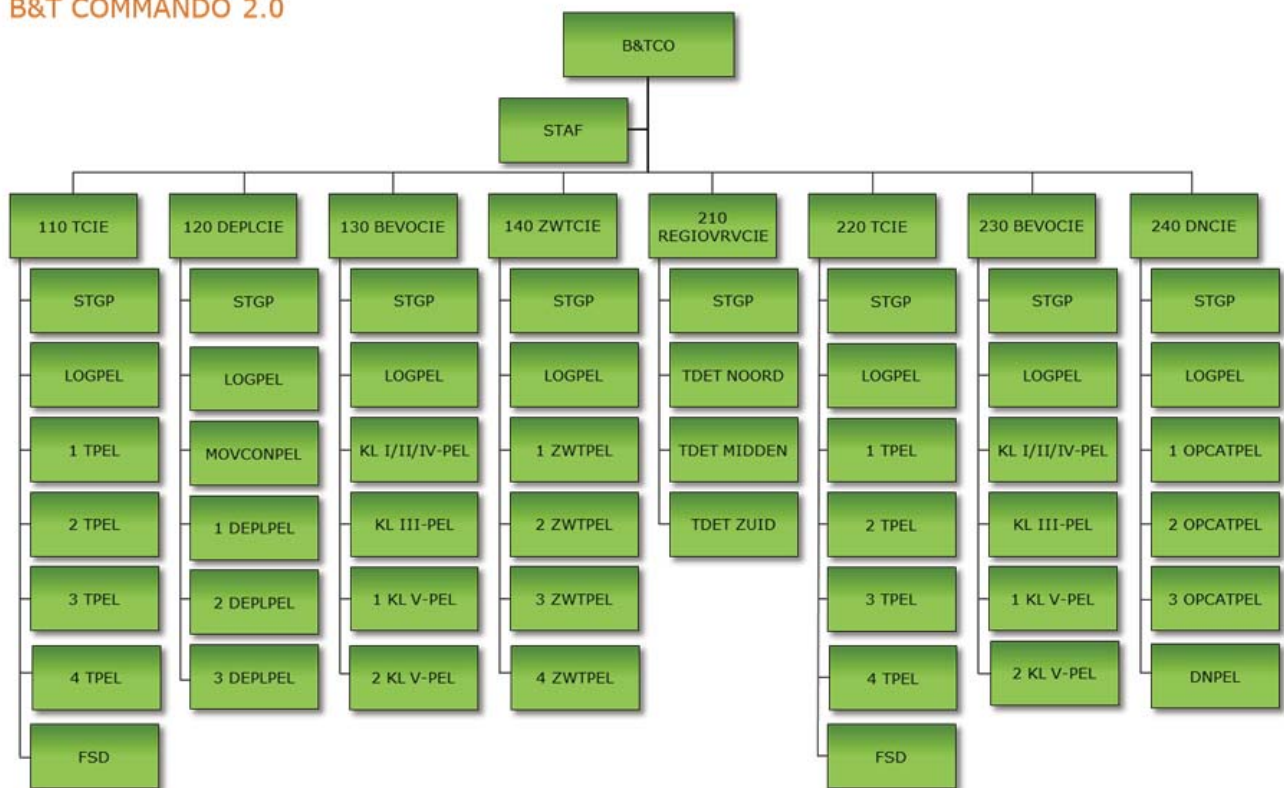 B&T COMMANDO 2.0
B&TCO
STAF
110 TCIE
STGP
LOGPEL
1 TPEL
2 TPEL
3 TPEL
4 TPEL
FSD
120 DEPLCIE
STGP
LOGPEL
MOVCONPEL
1 DEPLPEL
2 DEPLPEL
3 DEPLPEL
130 BEVOCIE
STGP
LOGPEL
KL I/II/IV-PEL
KL III-PEL
1 KL V-PEL
2 KL V-PEL
140 ZWTCIE
STGP
LOGPEL
1 ZWTPEL
2 ZWTPEL
3 ZWTPEL
4 ZWTPEL
210
REGIOVRVCIE
STGP
TDET NOORD
TDET MIDDEN
TDET ZUID
220 TCIE
STGP
LOGPEL
1 TPEL
2 TPEL
3 TPEL
4 TPEL
FSD
230 BEVOCIE
STGP
LOGPEL
KL I/II/IV-PEL
KL III-PEL
1 KL V-PEL
2 KL V-PEL
240 DNCIE
STGP
LOGPEL
1 OPCATPEL
2 OPCATPEL
3 OPCATPEL
DNPEL